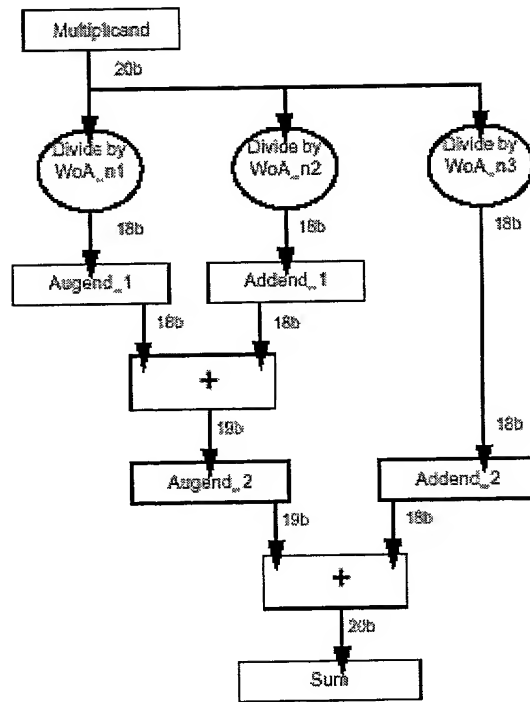 Multiplicand
20b
Divide by
WoA_n1
Divide by
WoA_n2
Divide by
WoA_n3
18b
18b
18b
Augend_1
Addend_1
18b
18b
+
19b
18b
Augend_2
Addend_2
19b
18b
+
20b
Sum